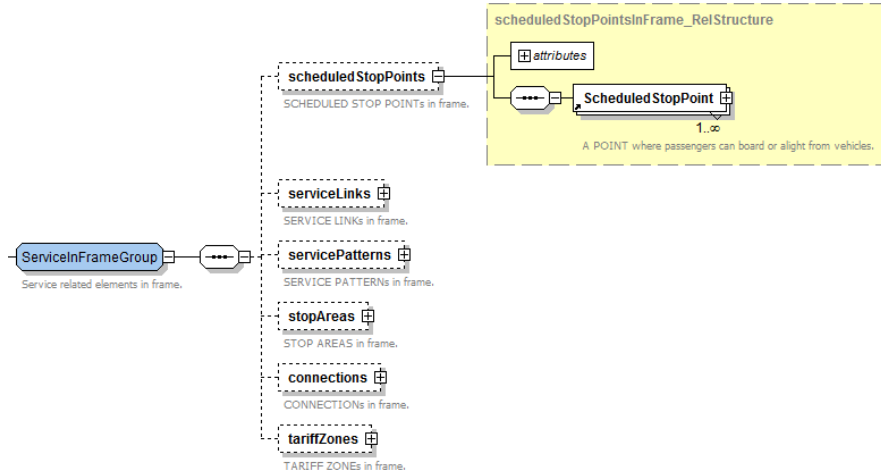 scheduledStopPointsInFrame_RelStructure
attributes
scheduledStopPoints
SCHEDULED STOP POINTs in frame.
ScheduledStopPoint
1..∞
A POINT where passengers can board or alight from vehicles.
serviceLinks
SERVICE LINKs in frame.
ServiceInFrameGroup
Service related elements in frame.
servicePatterns
SERVICE PATTERNs in frame.
stopAreas
STOP AREAS in frame.
connections
CONNECTIONs in frame.
tariffZones
TARIFF ZONEs in frame.